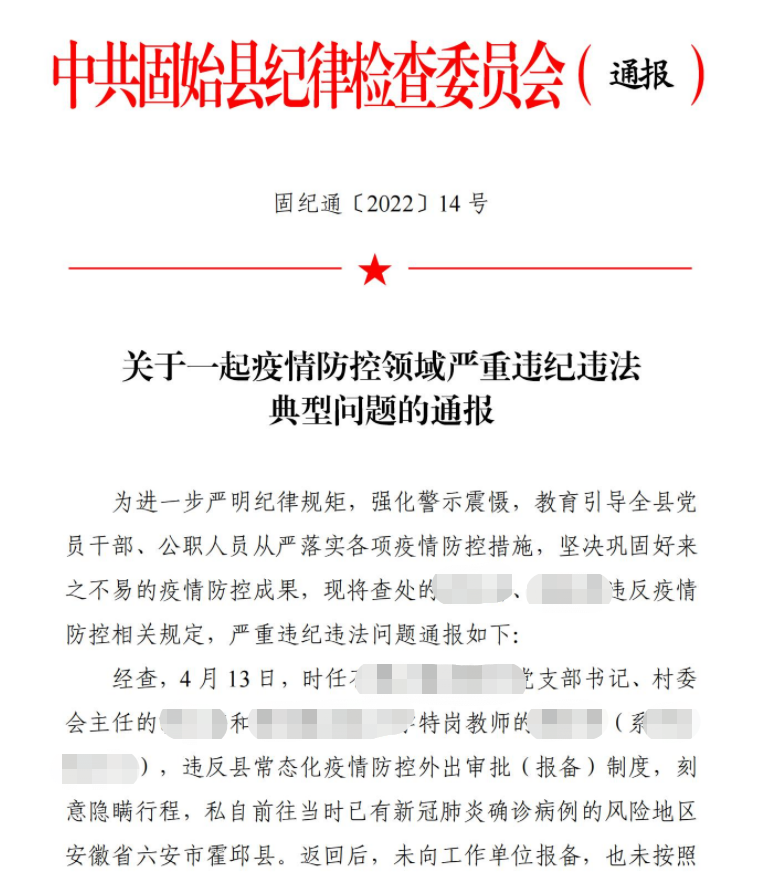 中共固始县纪律检查委员会（通报）
固纪通〔2022〕14 号
关于一起疫情防控领域严重违纪违法
典型问题的通报
为进一步严明纪律规矩，强化警示震慑，教育引导全县党
员干部、公职人员从严落实各项疫情防控措施，坚决巩固好来
之不易的疫情防控成果，现将查处的、违反疫情
防控相关规定，严重违纪违法问题通报如下：
经查，4 月 13 日，时任党支部书记、村委
会主任的和特岗教师的（系
），违反县常态化疫情防控外出审批（报备）制度，刻
意隐瞒行程，私自前往当时已有新冠肺炎确诊病例的风险地区
安徽省六安市霍邱县。返回后，未向工作单位报备，也未按照